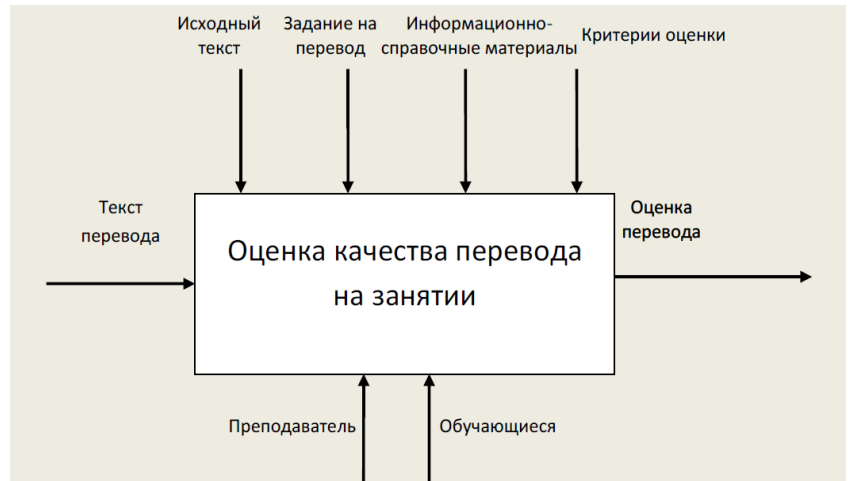 Исходный
текст
Задание на
перевод
Информационно-
справочные материалы
Критерии оценки
Текст
перевода
Оценка качества перевода
на занятии
Оценка
перевода
Преподаватель
Обучающиеся